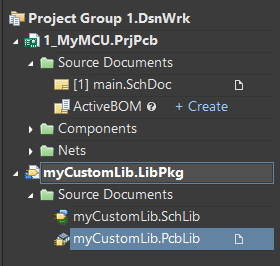 Project Group 1.DsnWrk
1_MyMCU.PrjPcb
Source Documents
[1] main.SchDoc
ActiveBOM ? + Create
Components
Nets
myCustomLib.LibPkg
Source Documents
myCustomLib.SchLib
myCustomLib.PcbLib